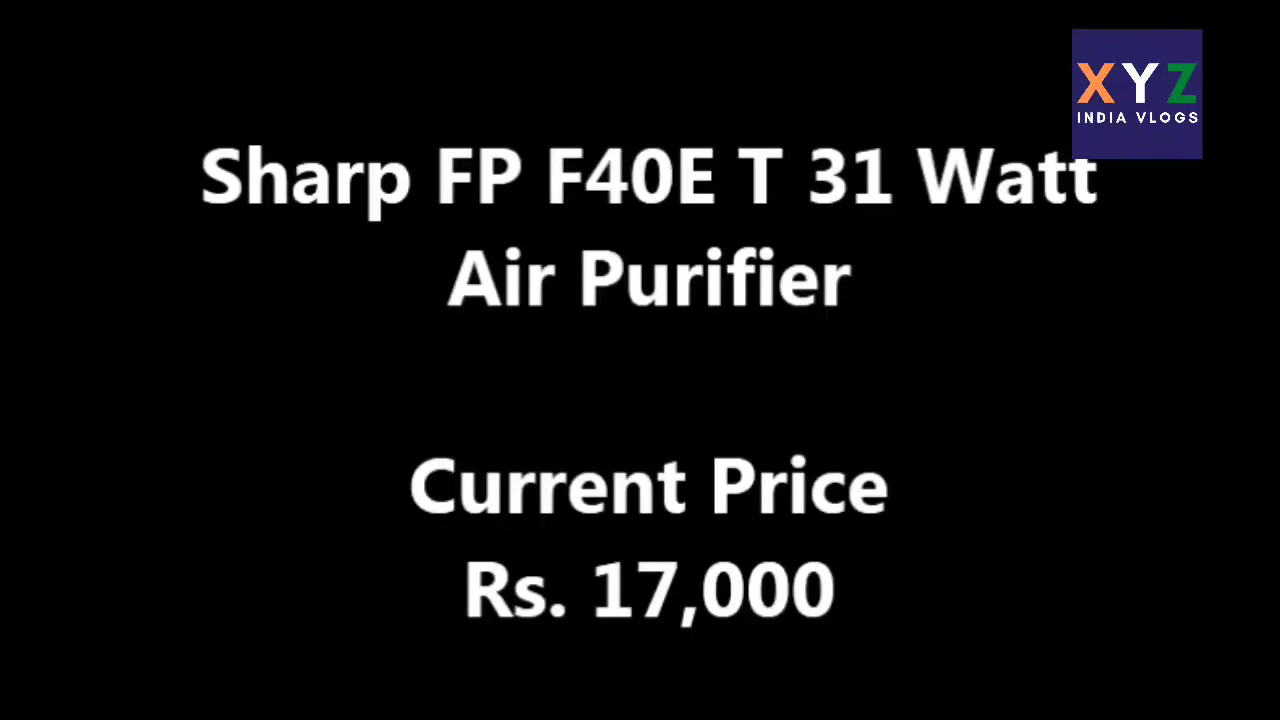 XYZ
INDIA VLOGS
Sharp FP F40E T 31 Watt
Air Purifier
Current Price
Rs. 17,000